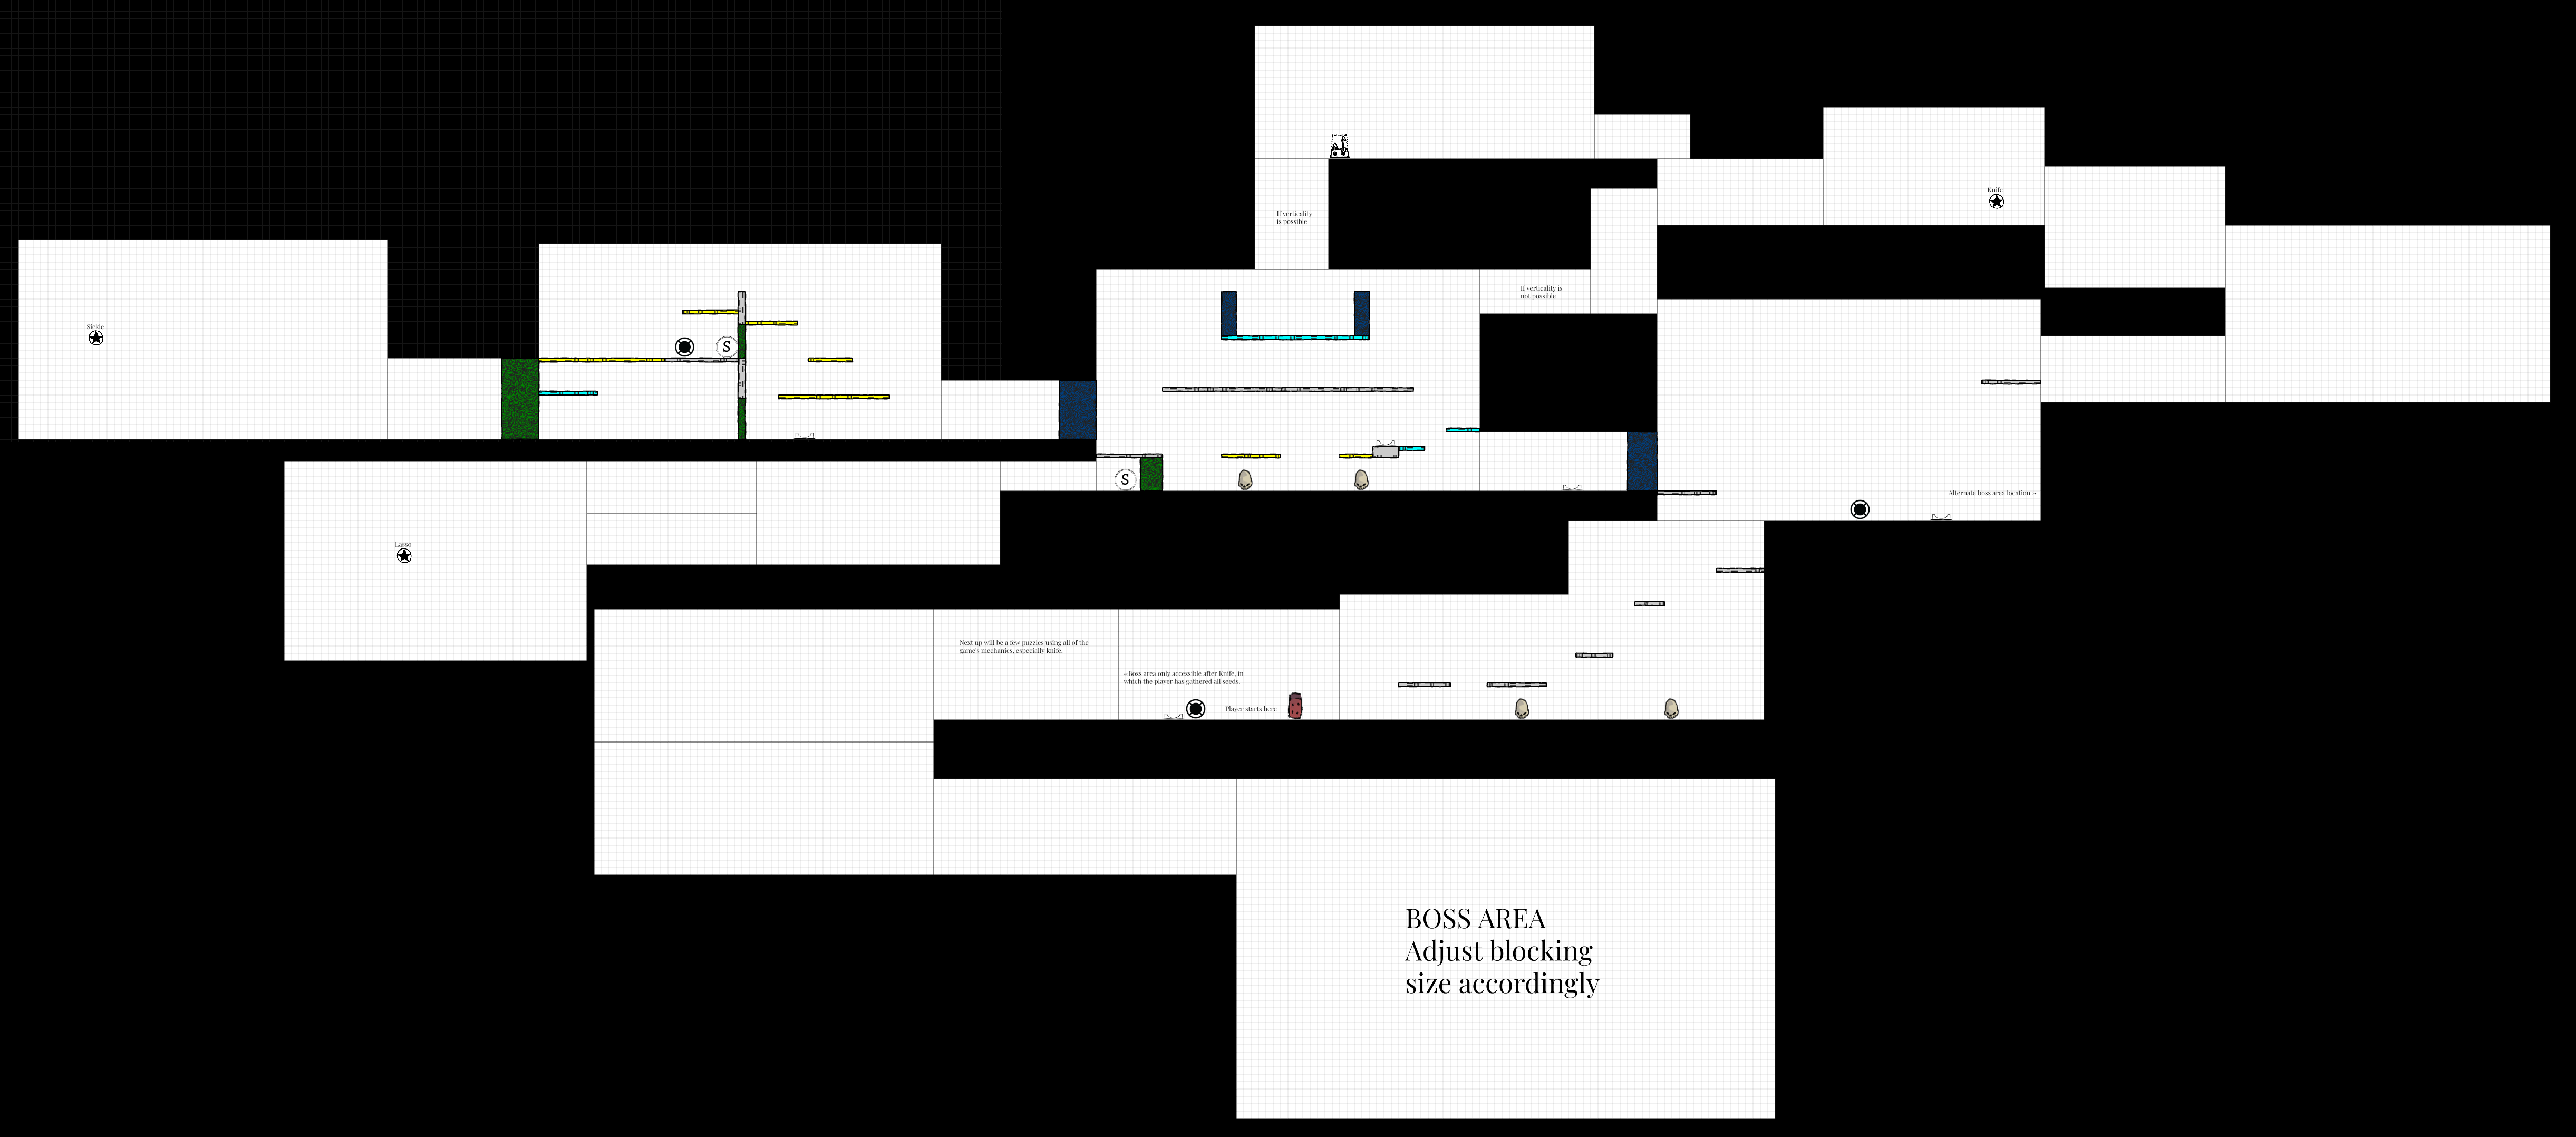 Knife
If verticality
is possible
If verticality is
not possible
Sickle
S
S
Alternate boss area location →
Lasso
Next up will be a few puzzles using all of the
game's mechanics, especially knife.
← Boss area only accessible after Knife, in
which the player has gathered all seeds.
Player starts here
BOSS AREA
Adjust blocking
size accordingly